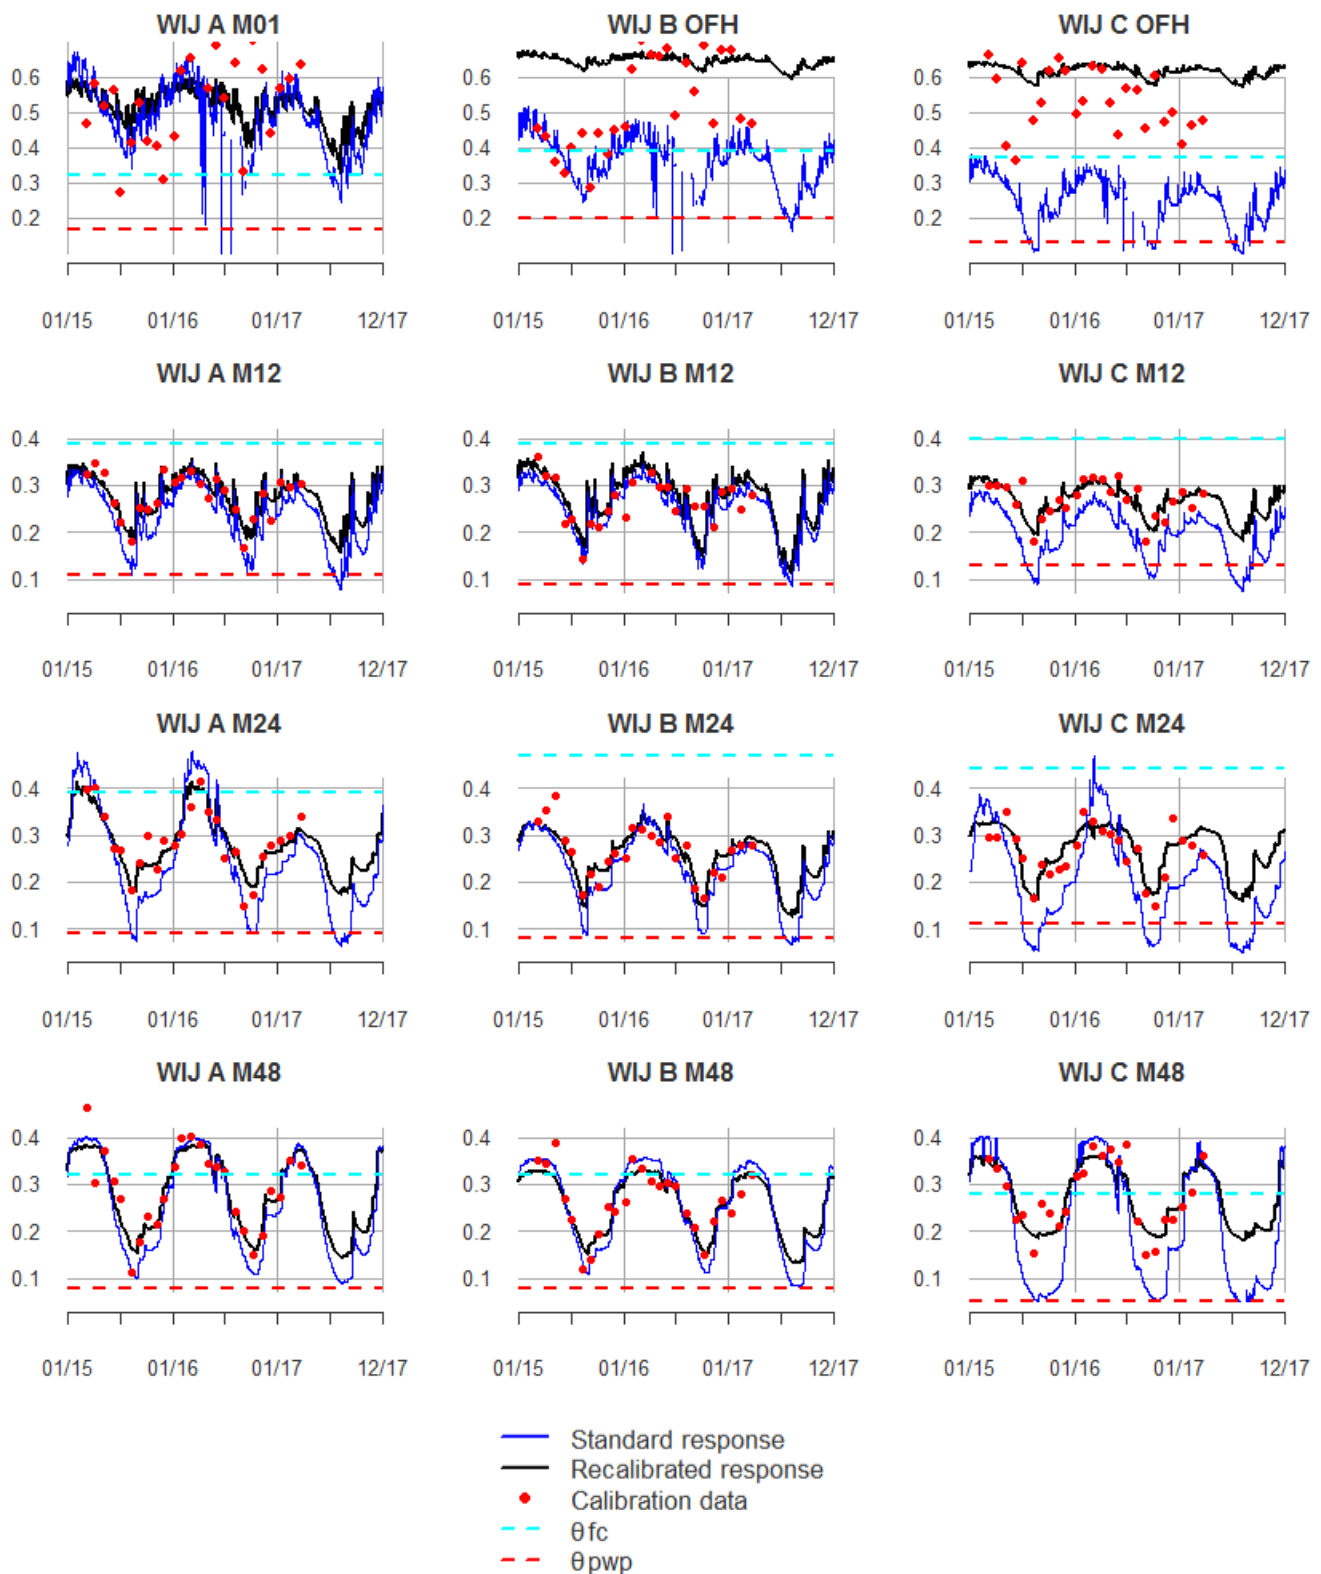 WIJ A M01 WIJ B OFH WIJ C OFH
0.6 0.6 0.6
0.5 0.5 0.5
0.4 0.4 0.4
0.3 0.3 0.3
0.2 0.2 0.2
01/15 01/16 01/17 12/17 01/15 01/16 01/17 12/17 01/15 01/16 01/17 12/17
WIJ A M12 WIJ B M12 WIJ C M12
0.4 0.4 0.4
0.3 0.3 0.3
0.2 0.2 0.2
0.1 0.1 0.1
01/15 01/16 01/17 12/17 01/15 01/16 01/17 12/17 01/15 01/16 01/17 12/17
WIJ A M24 WIJ B M24 WIJ C M24
0.4 0.4 0.4
0.3 0.3 0.3
0.2 0.2 0.2
0.1 0.1 0.1
01/15 01/16 01/17 12/17 01/15 01/16 01/17 12/17 01/15 01/16 01/17 12/17
WIJ A M48 WIJ B M48 WIJ C M48
0.4 0.4 0.4
0.3 0.3 0.3
0.2 0.2 0.2
0.1 0.1 0.1
01/15 01/16 01/17 12/17 01/15 01/16 01/17 12/17 01/15 01/16 01/17 12/17
Standard response
Recalibrated response
Calibration data
θfc
θpwp